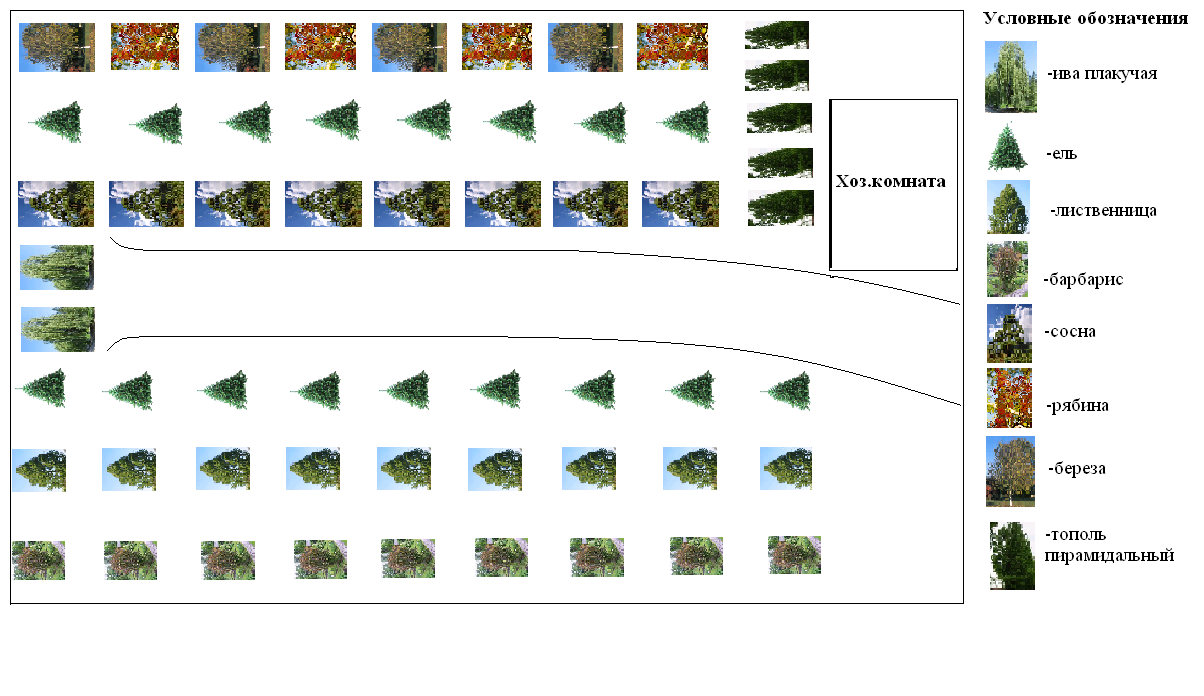 Условные обозначения
-ива плакучая
-ель
Хоз.комната
-лиственница
-барбарис
-сосна
-рябина
-береза
-тополь
пирамидальный